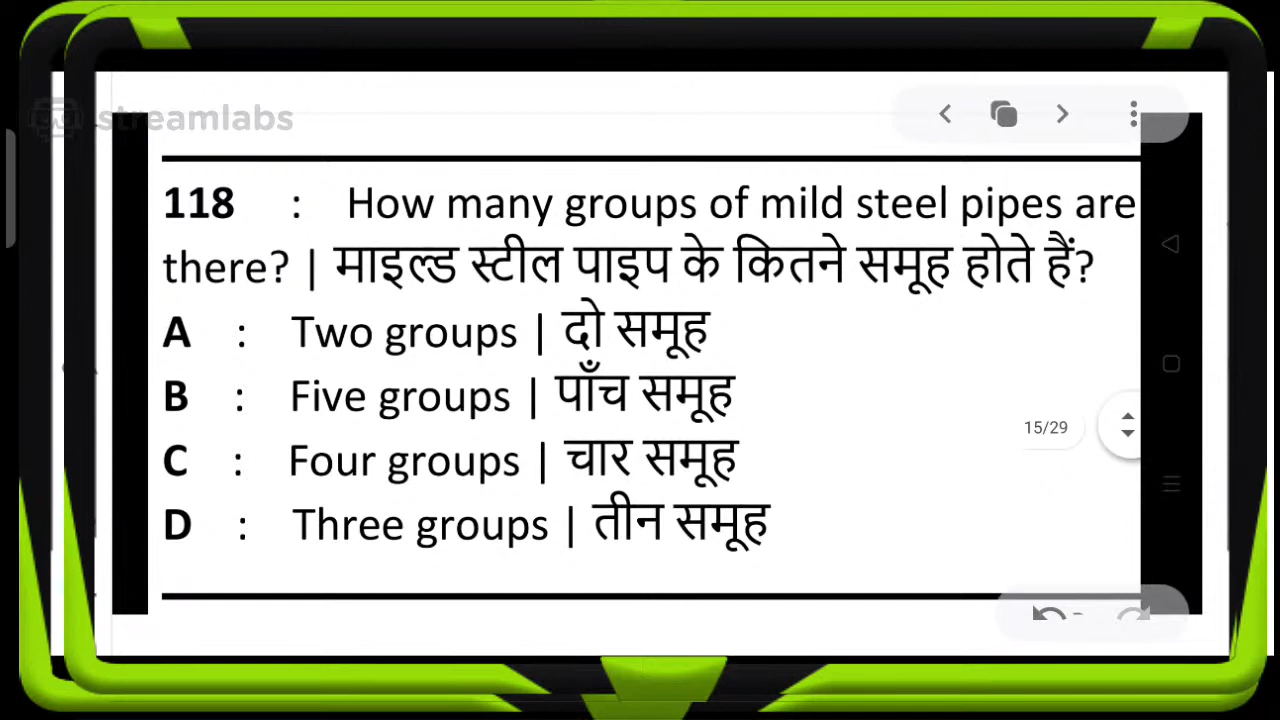 streamlabs
118 : How many groups of mild steel pipes are
there? | माइल्ड स्टील पाइप के कितने समूह होते हैं?
A : Two groups | दो समूह
B : Five groups | पाँच समूह
15/29
C : Four groups | चार समूह
D : Three groups | तीन समूह